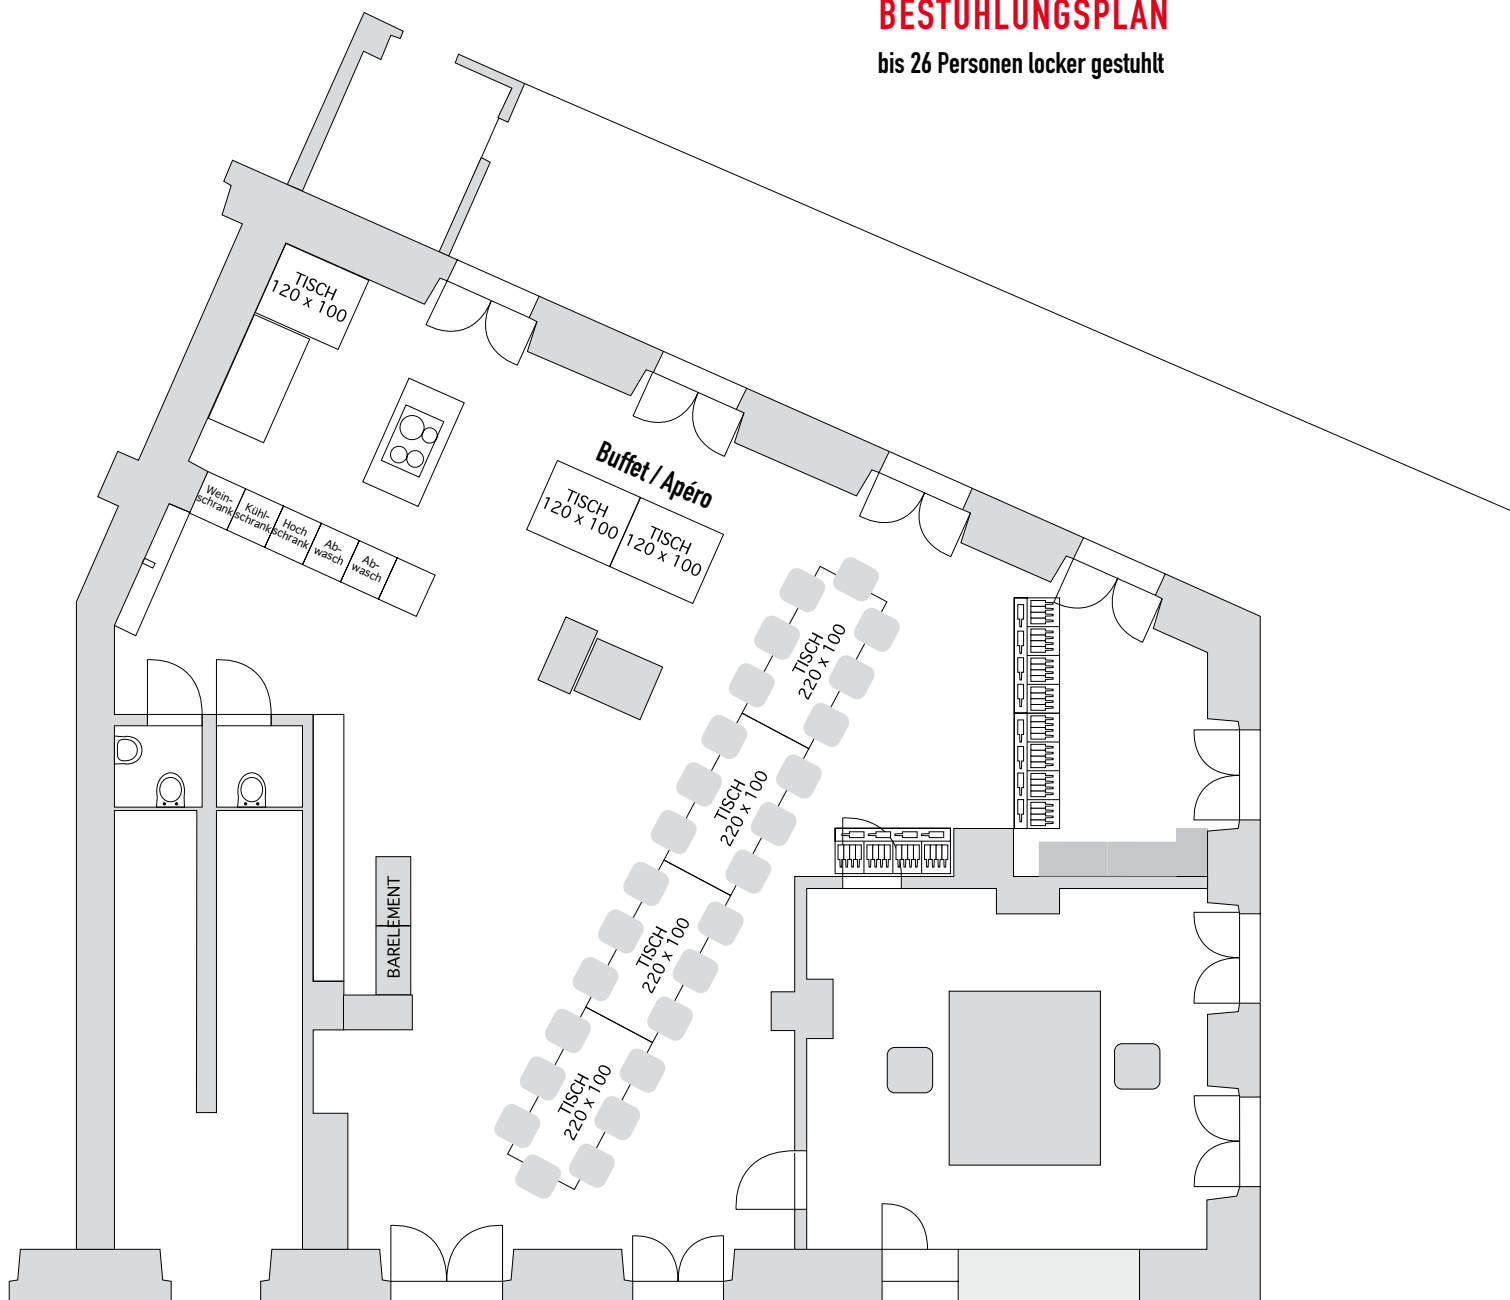 BESTUHLUNGSPLAN
bis 26 Personen locker gestuhlt
TISCH
120 x 100
Buffet / Apéro
TISCH
120 x 100
TISCH
120 x 100
Wein-
schrank
Kühl-
schrank
Hoch
schrank
Ab-
wasch
Ab-
wasch
TISCH
220 x 100
TISCH
220 x 100
TISCH
220 x 100
TISCH
220 x 100
BARELEMENT